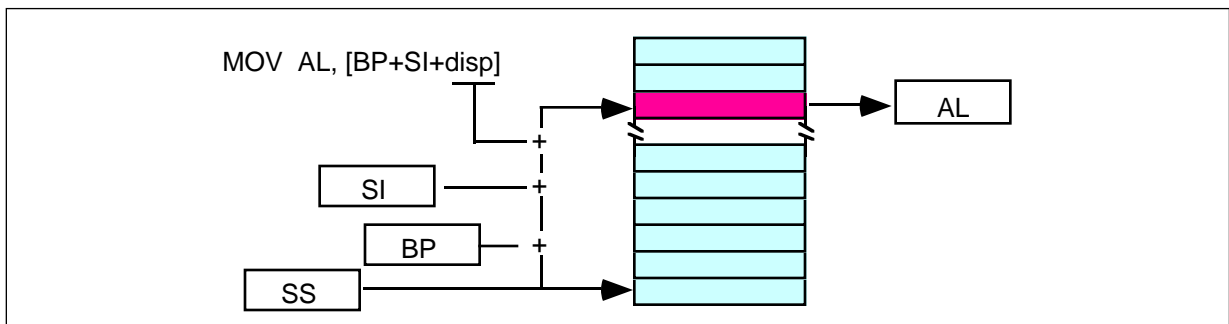 MOV AL, [BP+SI+disp]
AL
+
SI
+
BP
+
SS